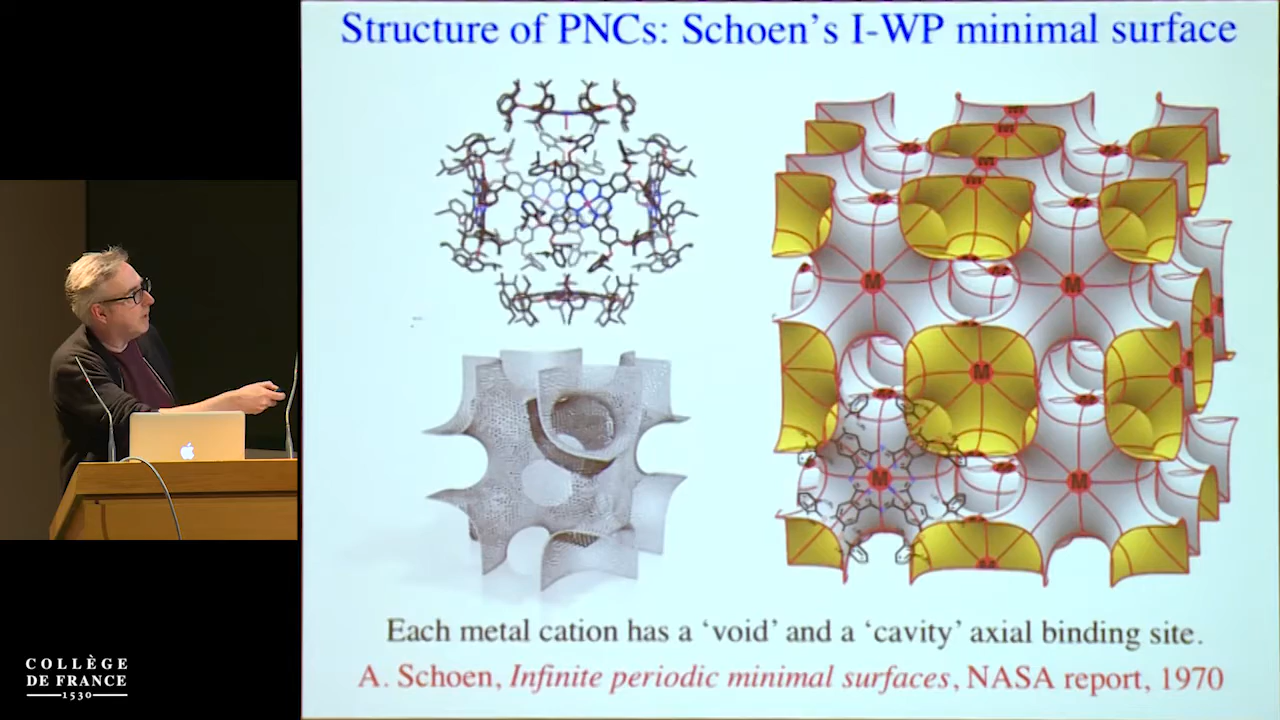 Structure of PNCs: Schoen's I-WP minimal surface
M
M
M
M
M
M
M
M
M
Each metal cation has a 'void' and a 'cavity' axial binding site.
A. Schoen, Infinite periodic minimal surfaces, NASA report, 1970
COLLÈGE
DE FRANCE
1530